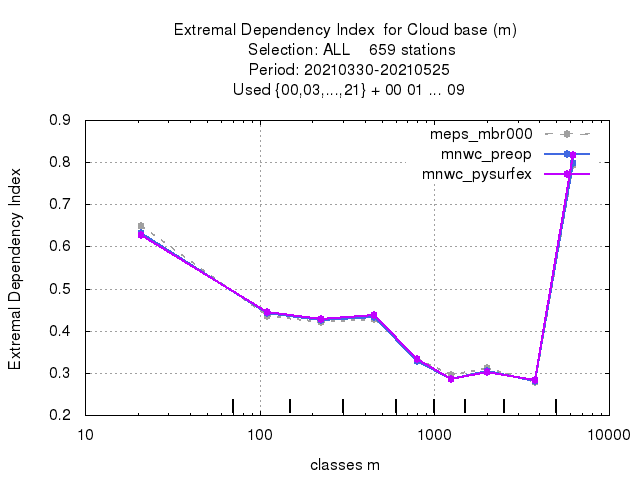 Extremal Dependency Index  for Cloud base (m)
Selection: ALL    659 stations
Period: 20210330-20210525
Used {00,03,...,21} + 00 01 ... 09
meps_mbr000
mnwc_preop
mnwc_pysurfex
Extremal Dependency Index
0.9
0.8
0.7
0.6
0.5
0.4
0.3
0.2
10 100 1000 10000
classes m